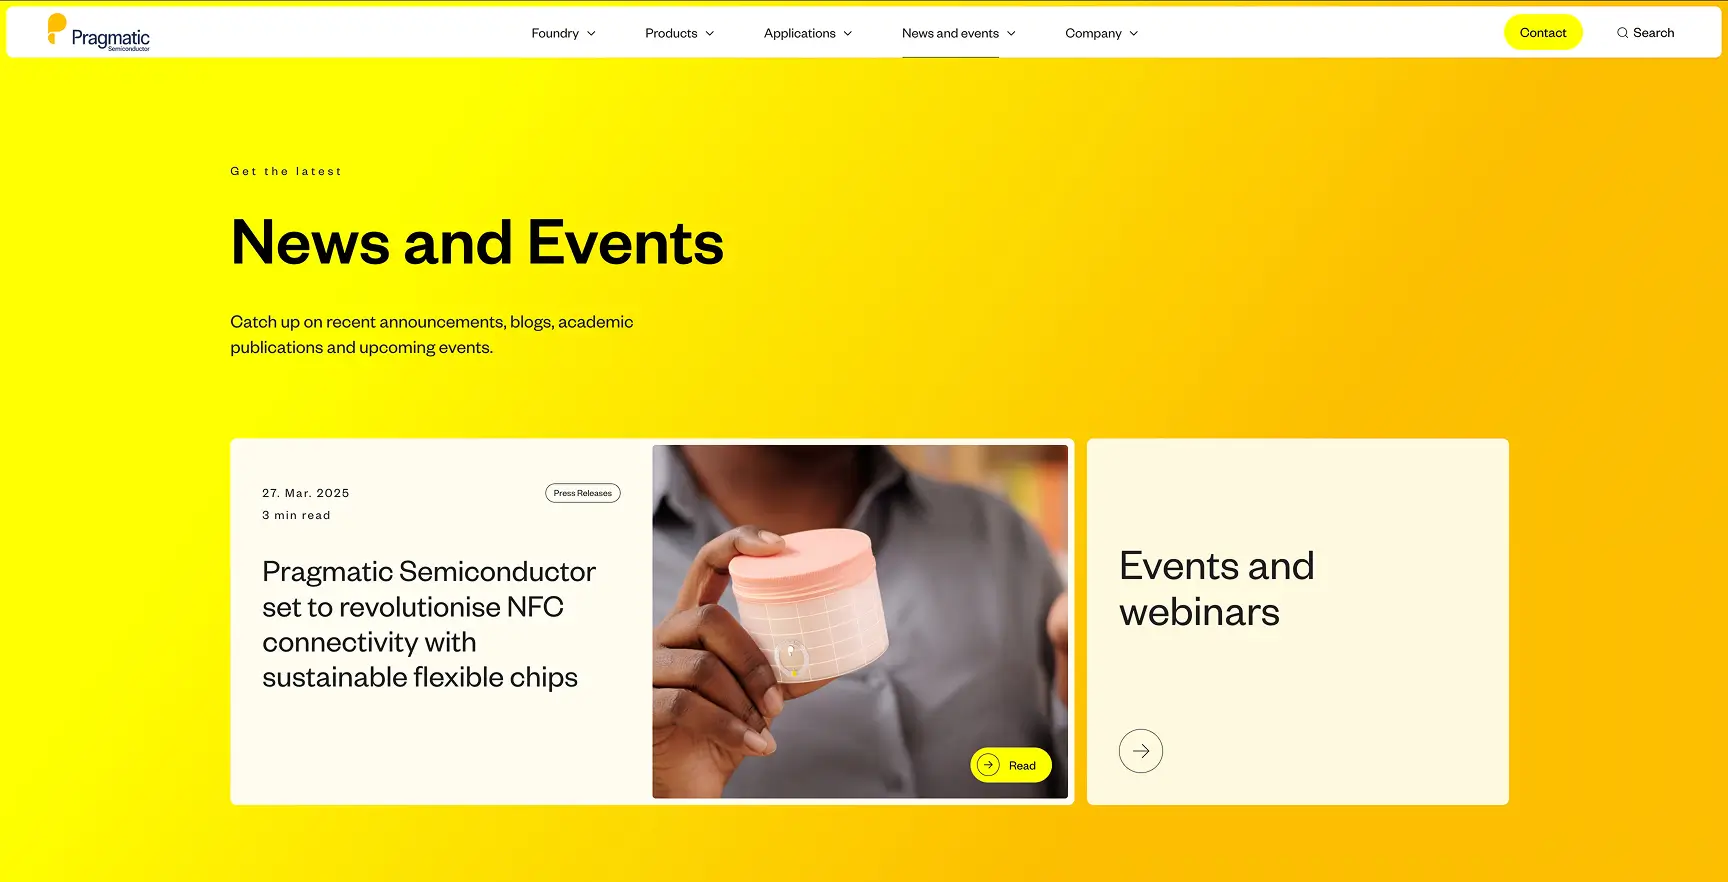 Pragmatic
Semiconductor
Foundry
Products
Applications
News and events
Company
Contact
Search
Get the latest
News and Events
Catch up on recent announcements, blogs, academic
publications and upcoming events.
27. Mar. 2025
Press Releases
3 min read
Pragmatic Semiconductor
set to revolutionise NFC
connectivity with
sustainable flexible chips
Read
Events and
webinars